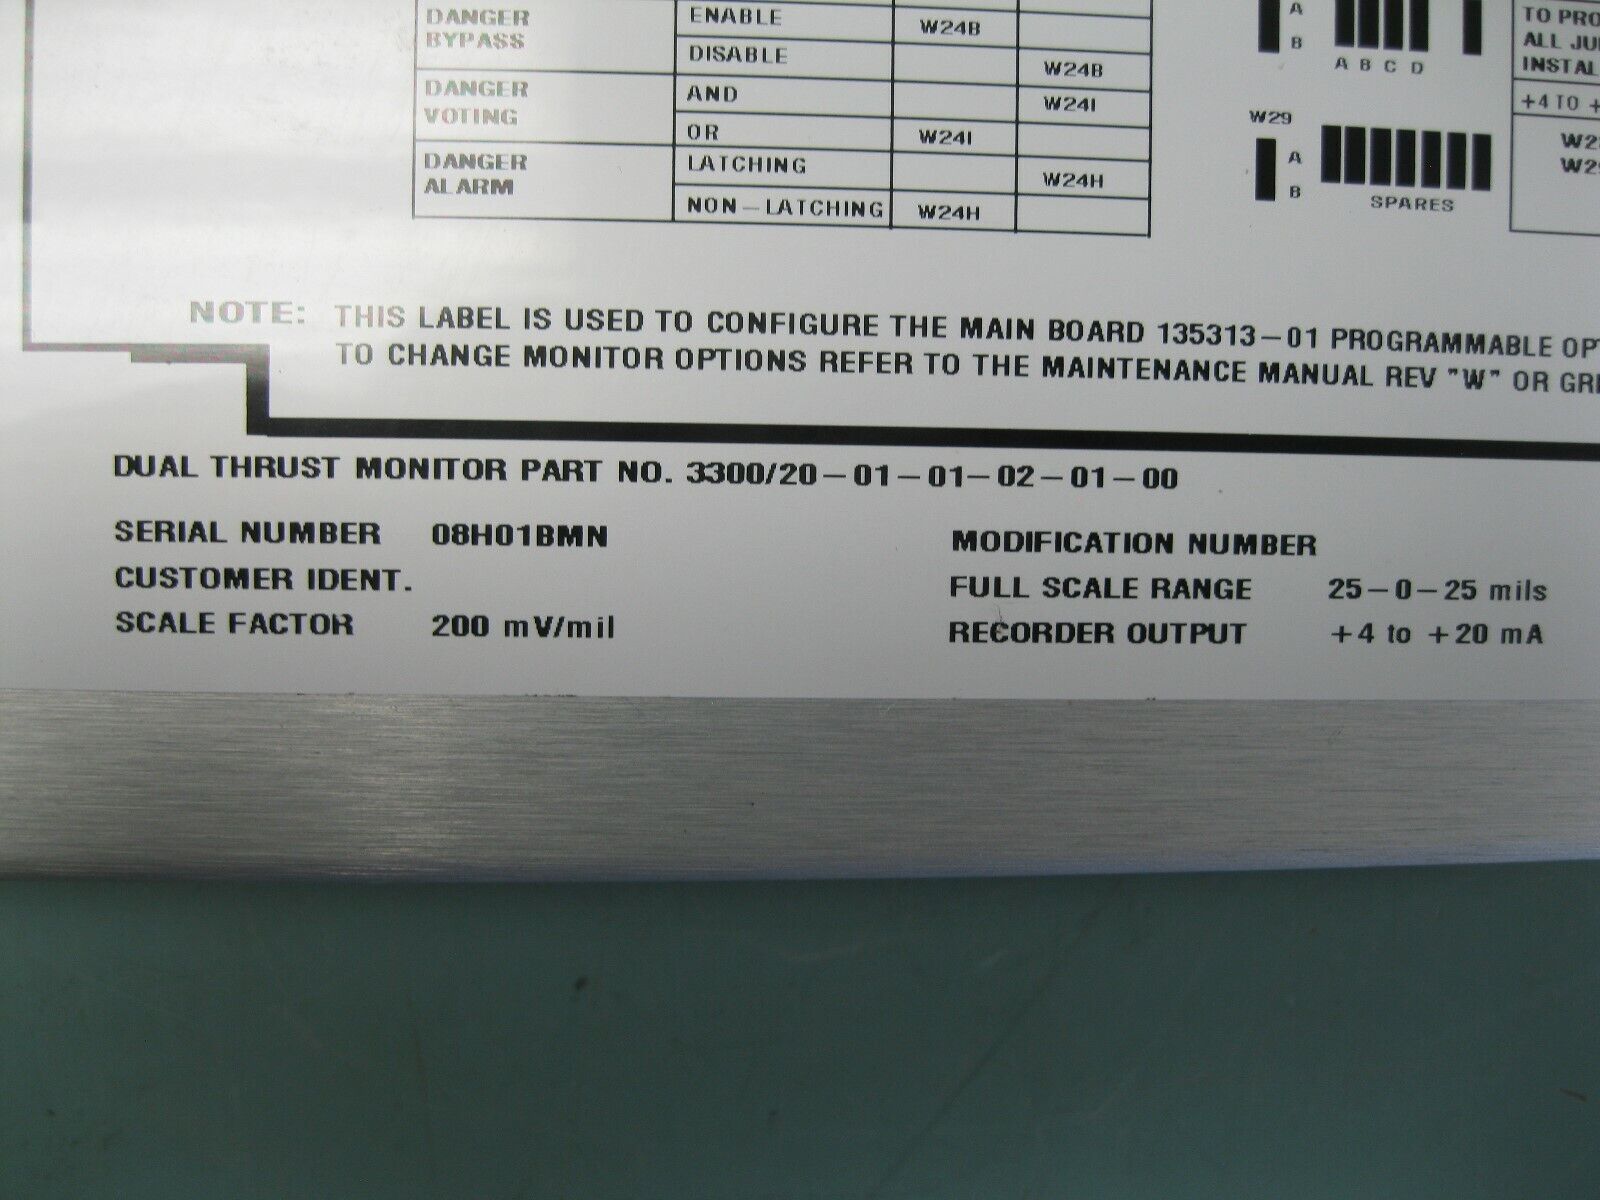 DANGER BYPASS ENABLE W24B
DISABLE W24B
DANGER VOTING AND W24I
OR W24I
DANGER ALARM LATCHING W24H
NON-LATCHING W24H
A
B
A B C D
W29
A
B
SPARES
TO PRO
ALL JU
INSTAL
+4 TO +
NOTE: THIS LABEL IS USED TO CONFIGURE THE MAIN BOARD 135313-01 PROGRAMMABLE OP
TO CHANGE MONITOR OPTIONS REFER TO THE MAINTENANCE MANUAL REV "W" OR GR
DUAL THRUST MONITOR PART NO. 3300/20-01-01-02-01-00
SERIAL NUMBER 08H01BMN
MODIFICATION NUMBER
CUSTOMER IDENT.
FULL SCALE RANGE 25-0-25 mils
SCALE FACTOR 200 mV/mil
RECORDER OUTPUT +4 to +20 mA